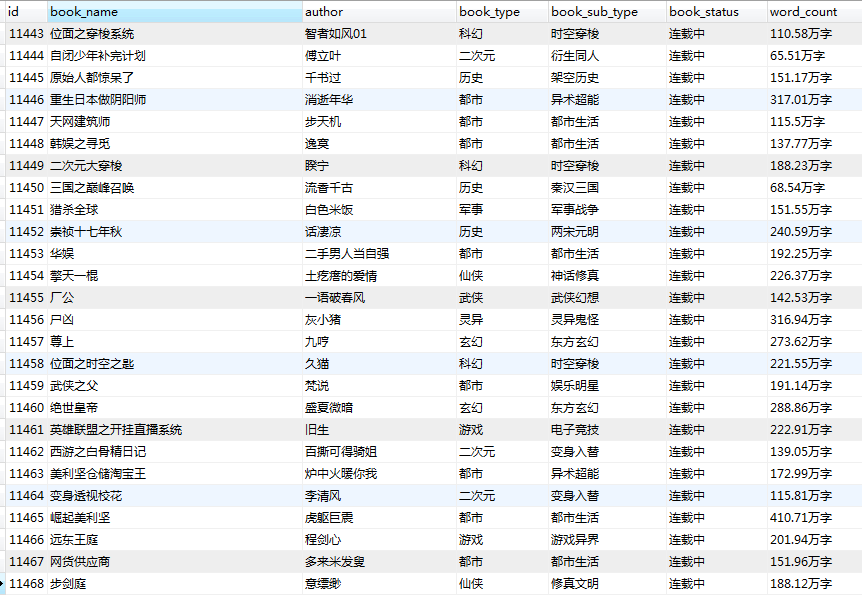 id book_name author book_type book_sub_type book_status word_count
11443 位面之穿梭系统 智者如风01 科幻 时空穿梭 连载中 110.58万字
11444 自闭少年补完计划 傅立叶 二次元 衍生同人 连载中 65.51万字
11445 原始人都惊呆了 千书过 历史 架空历史 连载中 151.17万字
11446 重生日本做阴阳师 消逝年华 都市 异术超能 连载中 317.01万字
11447 天网建筑师 步天机 都市 都市生活 连载中 115.5万字
11448 韩娱之寻觅 逸寞 都市 都市生活 连载中 137.77万字
11449 二次元大穿梭 睽宁 科幻 时空穿梭 连载中 188.23万字
11450 三国之巅峰召唤 流香千古 历史 秦汉三国 连载中 68.54万字
11451 猎杀全球 白色米饭 军事 军事战争 连载中 151.55万字
11452 崇祯十七年秋 话凄凉 历史 两宋元明 连载中 240.59万字
11453 华娱 二手男人当自强 都市 都市生活 连载中 192.25万字
11454 擎天一棍 土疙瘩的爱情 仙侠 神话修真 连载中 226.37万字
11455 厂公 一语破春风 武侠 武侠幻想 连载中 142.53万字
11456 尸凶 灰小猪 灵异 灵异鬼怪 连载中 316.94万字
11457 尊上 九哼 玄幻 东方玄幻 连载中 273.62万字
11458 位面之时空之匙 久猫 科幻 时空穿梭 连载中 221.55万字
11459 武侠之父 梵说 都市 娱乐明星 连载中 191.14万字
11460 绝世皇帝 盛夏微暗 玄幻 东方玄幻 连载中 288.86万字
11461 英雄联盟之开挂直播系统 旧生 游戏 电子竞技 连载中 222.91万字
11462 西游之白骨精日记 百撕可得骑姐 二次元 变身入替 连载中 139.05万字
11463 美利坚仓储淘宝王 炉中火暖你我 都市 异术超能 连载中 172.99万字
11464 变身透视校花 李清风 二次元 变身入替 连载中 115.81万字
11465 崛起美利坚 虎躯巨震 都市 都市生活 连载中 410.71万字
11466 远东王庭 程剑心 游戏 游戏异界 连载中 201.94万字
11467 网货供应商 多来米发叟 都市 都市生活 连载中 151.96万字
11468 步剑庭 意缥缈 仙侠 修真文明 连载中 188.12万字